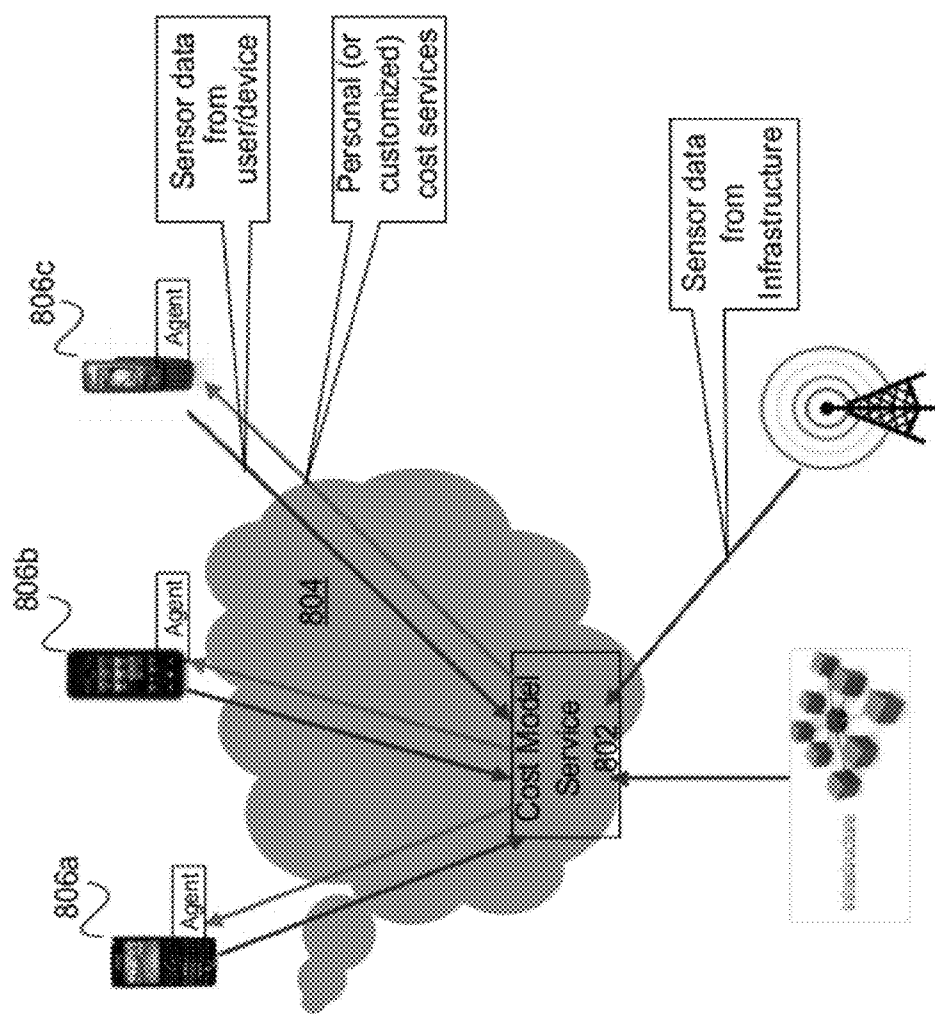 806a
Agent
806b
Agent
806c
Agent
Sensor data
from
user/device
Personal (or
customized)
cost services
804
Cost Model
Service
802
Sensor data
from
Infrastructure